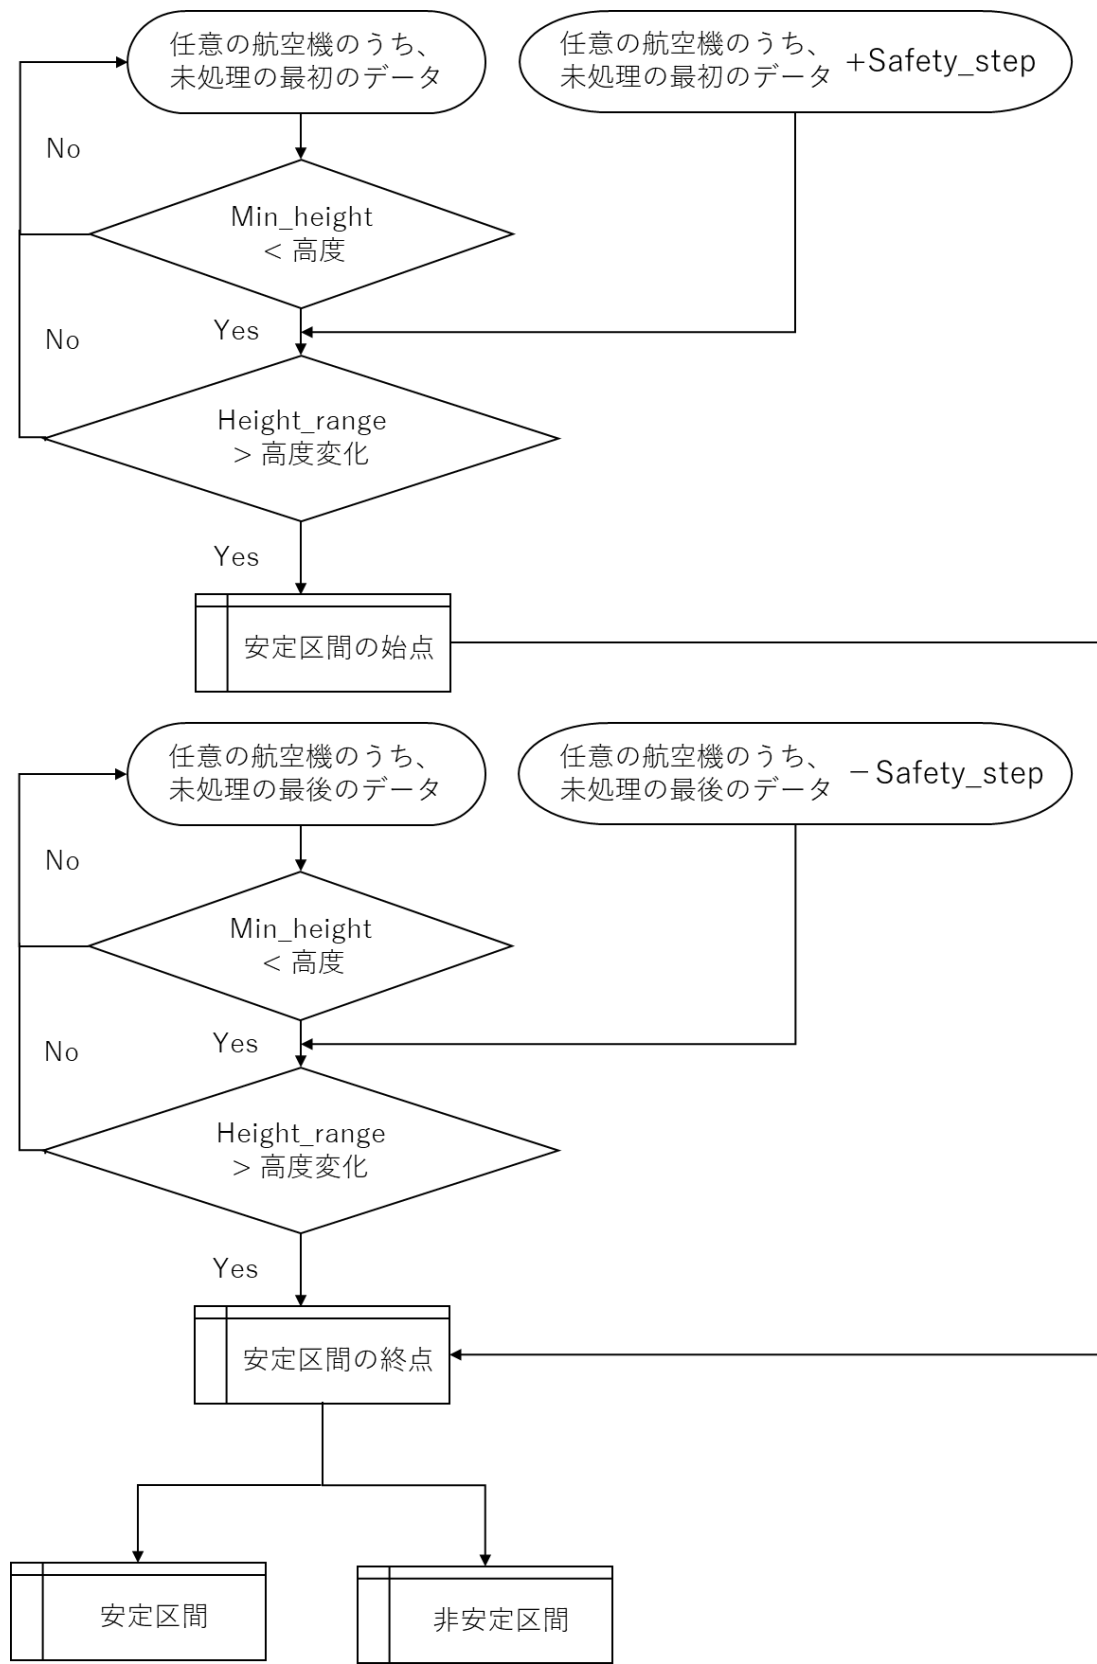 任意の航空機のうち、
未処理の最初のデータ
任意の航空機のうち、
未処理の最初のデータ
+Safety_step
No
Min_height
< 高度
Yes
No
Height_range
> 高度変化
Yes
安定区間の始点
任意の航空機のうち、
未処理の最後のデータ
任意の航空機のうち、
未処理の最後のデータ
－Safety_step
No
Min_height
< 高度
Yes
No
Height_range
> 高度変化
Yes
安定区間の終点
安定区間
非安定区間